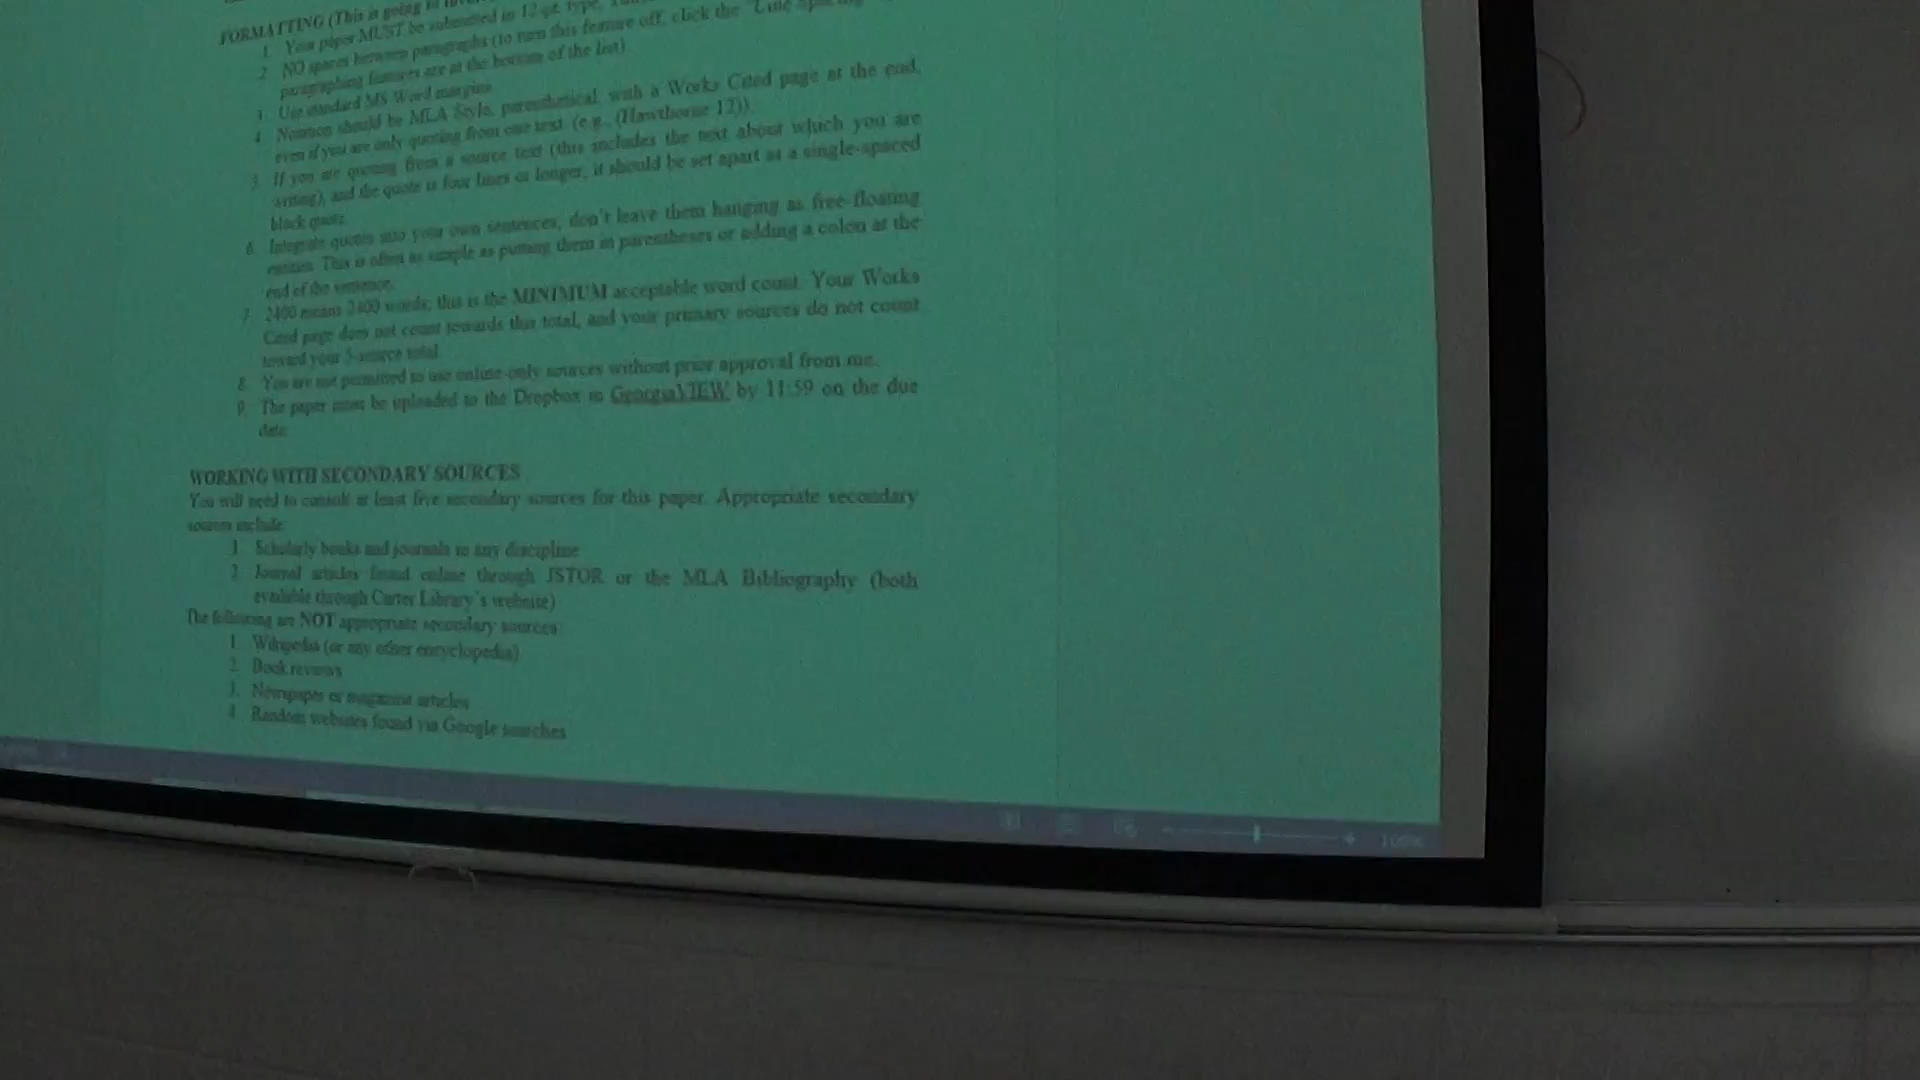 FORMATTING (This is going to
1. Your paper MUST be submitted in 12 pt. type,
2. NO spaces between paragraphs (to turn this feature off, click the "Line
paragraphing features are at the bottom of the list)
3. Use standard MS Word margins
4. Notation should be MLA Style, parenthetical, with a Works Cited page at the end,
even if you are only quoting from one text. (e.g., (Hawthorne 12)).
5. If you are quoting from a source text (this includes the text about which you are
writing), and the quote is four lines or longer, it should be set apart as a single-spaced
block quote.
6. Integrate quotes into your own sentences, don't leave them hanging as free-floating
entities. This is often as simple as putting them in parentheses or adding a colon at the
end of the sentence.
7. 2400 means 2400 words; this is the MINIMUM acceptable word count. Your Works
Cited page does not count towards this total, and your primary sources do not count
toward your 5-source total.
8. You are not permitted to use online-only sources without prior approval from me.
9. The paper must be uploaded to the Dropbox in GeorgiaVIEW by 11:59 on the due
date.
WORKING WITH SECONDARY SOURCES
You will need to consult at least five secondary sources for this paper. Appropriate secondary
sources include:
1. Scholarly books and journals in any discipline
2. Journal articles found online through JSTOR or the MLA Bibliography (both
available through Carter Library's website)
The following are NOT appropriate secondary sources:
1. Wikipedia (or any other encyclopedia)
2. Book reviews
3. Newspaper or magazine articles
4. Random websites found via Google searches
100%